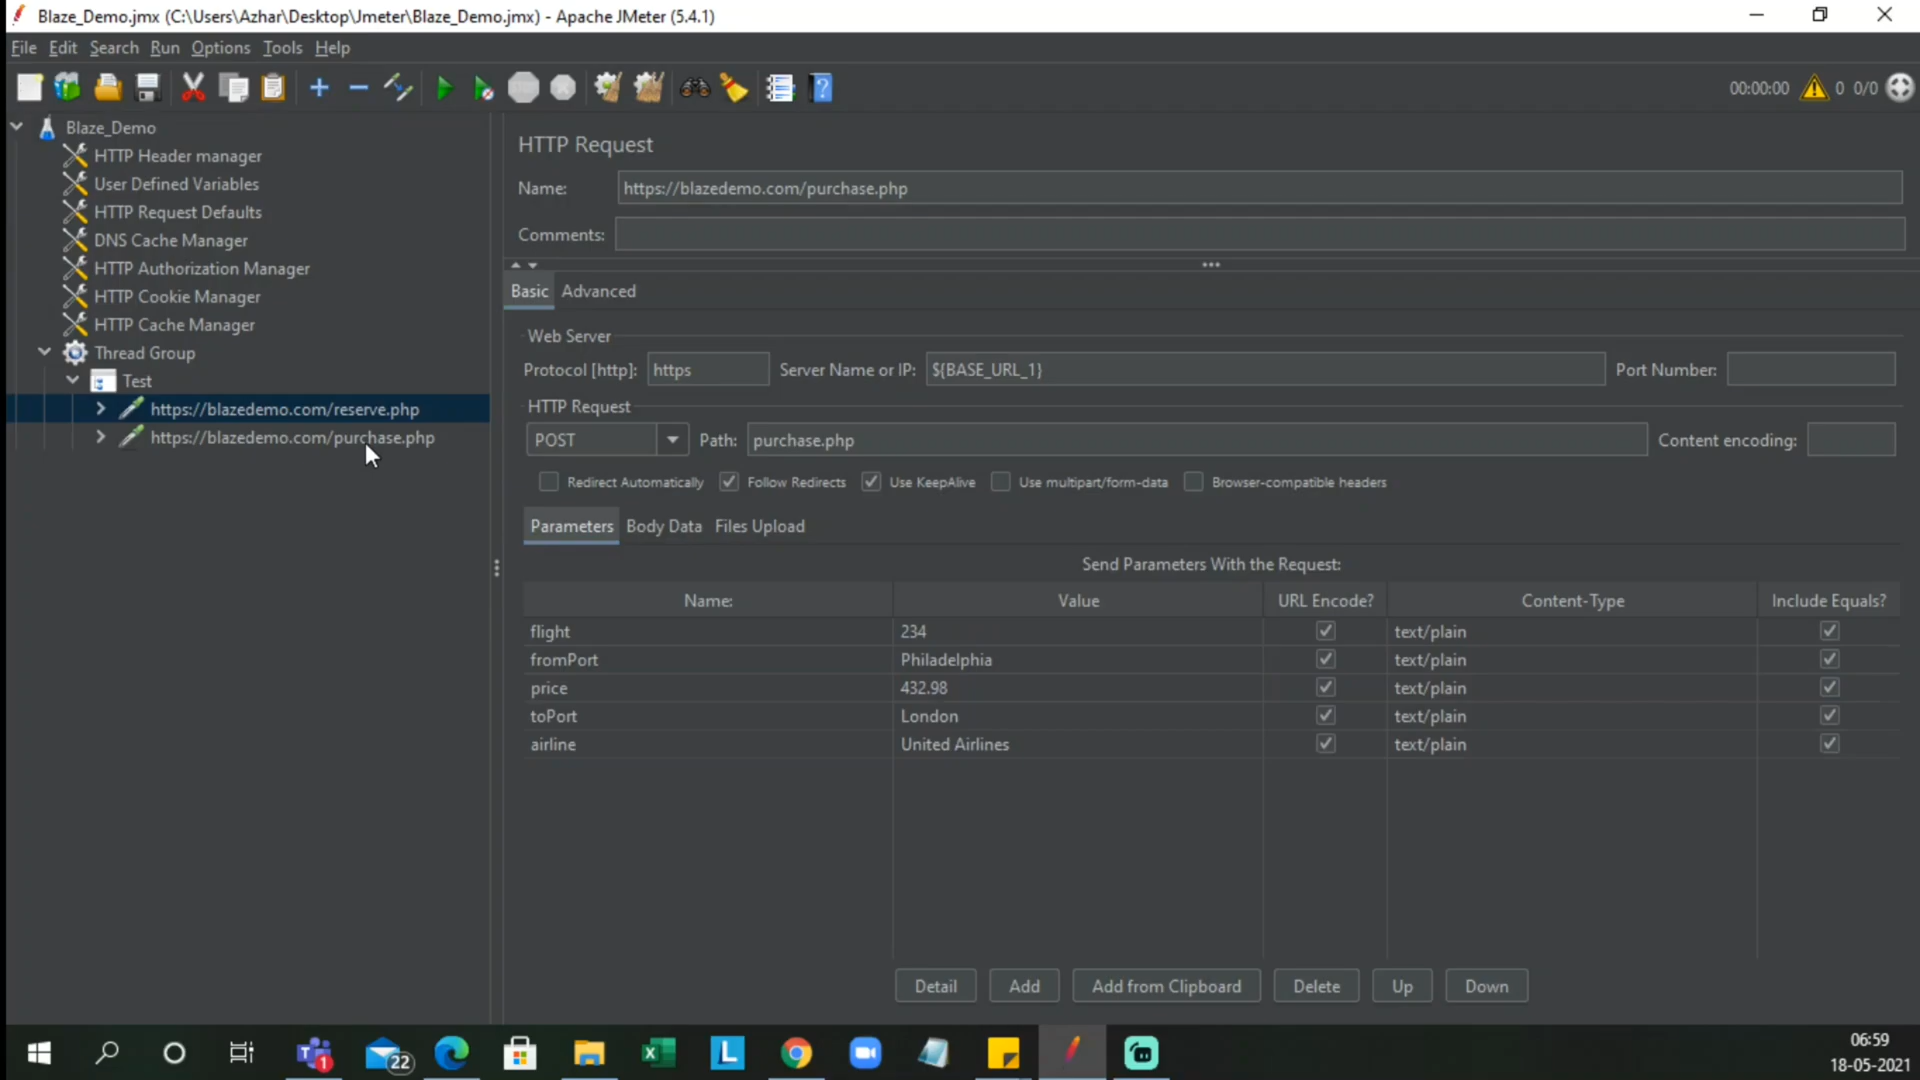 Blaze_Demo.jmx (C:\Users\Azhar\Desktop\Jmeter\Blaze_Demo.jmx) - Apache JMeter (5.4.1)
File Edit Search Run Options Tools Help
00:00:00 0 0/0
Blaze_Demo
HTTP Header manager
User Defined Variables
HTTP Request Defaults
DNS Cache Manager
HTTP Authorization Manager
HTTP Cookie Manager
HTTP Cache Manager
Thread Group
Test
https://blazedemo.com/reserve.php
https://blazedemo.com/purchase.php
HTTP Request
Name: https://blazedemo.com/purchase.php
Comments:
Basic Advanced
Web Server
Protocol [http]: https Server Name or IP: ${BASE_URL_1} Port Number:
HTTP Request
POST Path: purchase.php Content encoding:
Redirect Automatically Follow Redirects Use KeepAlive Use multipart/form-data Browser-compatible headers
Parameters Body Data Files Upload
Send Parameters With the Request:
Name: Value URL Encode? Content-Type Include Equals?
flight 234 text/plain
fromPort Philadelphia text/plain
price 432.98 text/plain
toPort London text/plain
airline United Airlines text/plain
Detail Add Add from Clipboard Delete Up Down
1 22 L
06:59
18-05-2021